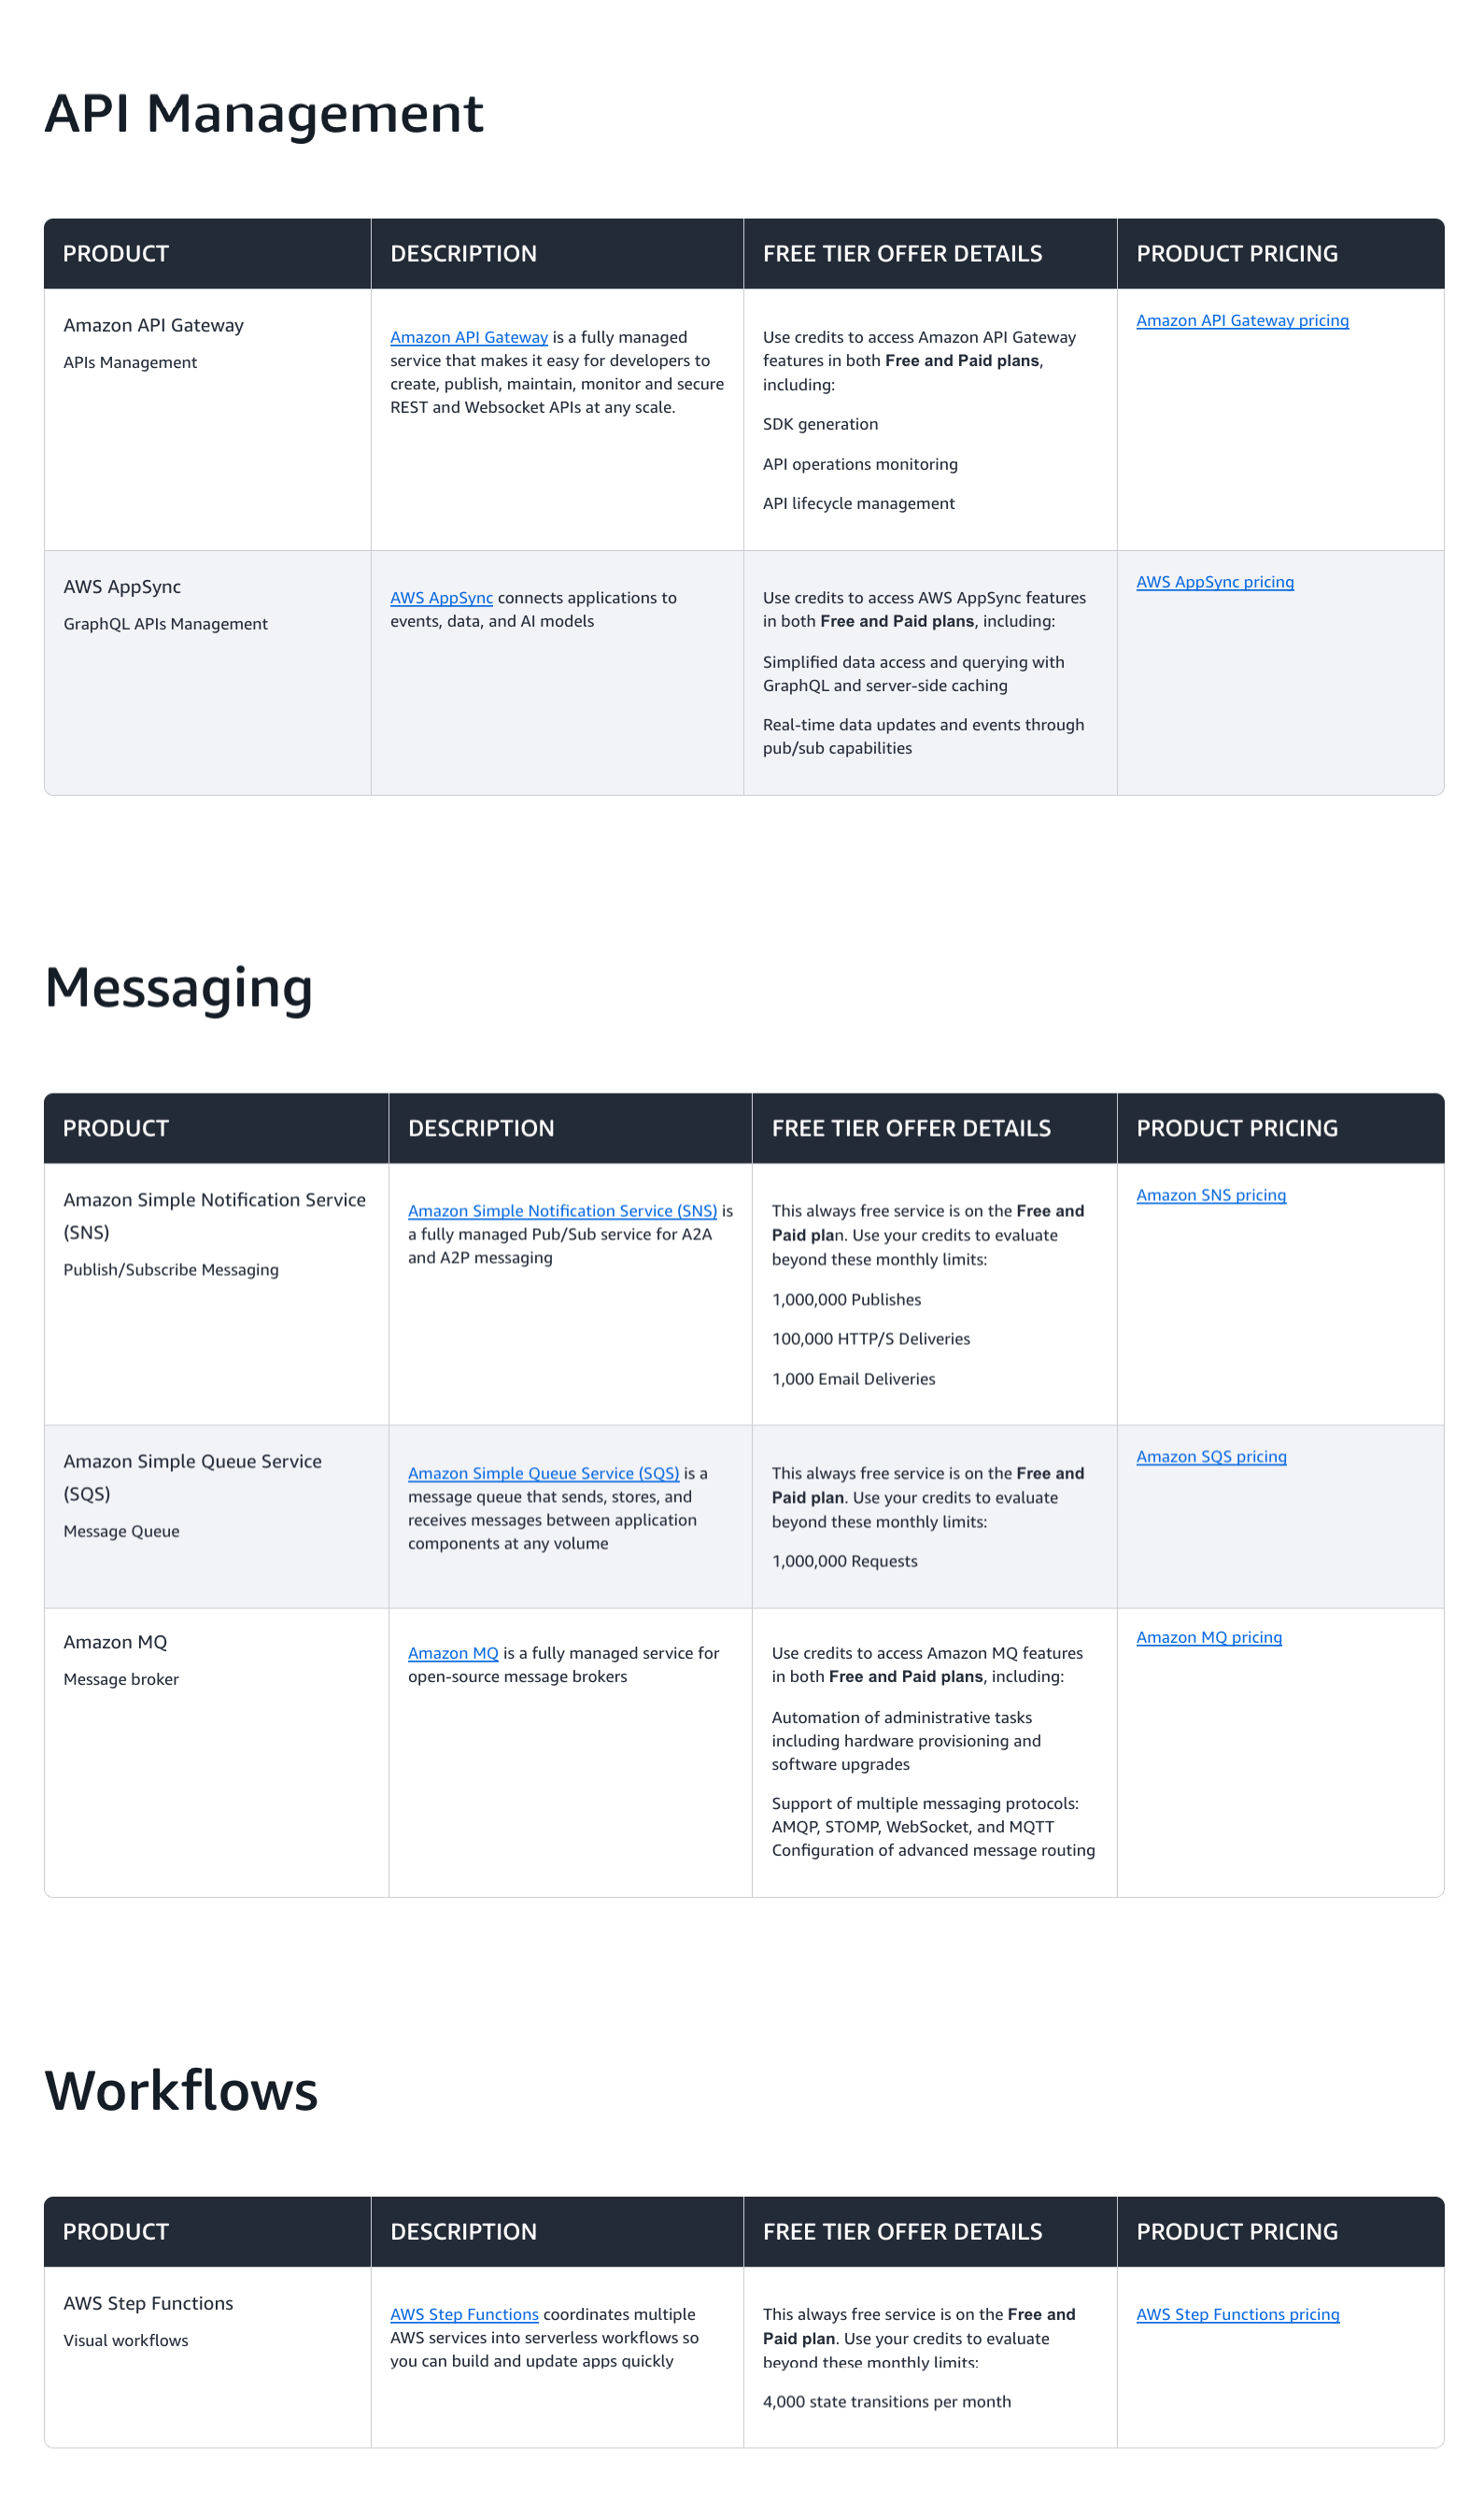 API Management
PRODUCT
DESCRIPTION
FREE TIER OFFER DETAILS
PRODUCT PRICING
Amazon API Gateway
APIs Management
Amazon API Gateway is a fully managed
service that makes it easy for developers to
create, publish, maintain, monitor and secure
REST and Websocket APIs at any scale.
Use credits to access Amazon API Gateway
features in both Free and Paid plans,
including:
SDK generation
API operations monitoring
API lifecycle management
Amazon API Gateway pricing
AWS AppSync
GraphQL APIs Management
AWS AppSync connects applications to
events, data, and AI models
Use credits to access AWS AppSync features
in both Free and Paid plans, including:
Simplified data access and querying with
GraphQL and server-side caching
Real-time data updates and events through
pub/sub capabilities
AWS AppSync pricing
Messaging
PRODUCT
DESCRIPTION
FREE TIER OFFER DETAILS
PRODUCT PRICING
Amazon Simple Notification Service
(SNS)
Publish/Subscribe Messaging
Amazon Simple Notification Service (SNS) is
a fully managed Pub/Sub service for A2A
and A2P messaging
This always free service is on the Free and
Paid plan. Use your credits to evaluate
beyond these monthly limits:
1,000,000 Publishes
100,000 HTTP/S Deliveries
1,000 Email Deliveries
Amazon SNS pricing
Amazon Simple Queue Service
(SQS)
Message Queue
Amazon Simple Queue Service (SQS) is a
message queue that sends, stores, and
receives messages between application
components at any volume
This always free service is on the Free and
Paid plan. Use your credits to evaluate
beyond these monthly limits:
1,000,000 Requests
Amazon SQS pricing
Amazon MQ
Message broker
Amazon MQ is a fully managed service for
open-source message brokers
Use credits to access Amazon MQ features
in both Free and Paid plans, including:
Automation of administrative tasks
including hardware provisioning and
software upgrades
Support of multiple messaging protocols:
AMQP, STOMP, WebSocket, and MQTT
Configuration of advanced message routing
Amazon MQ pricing
Workflows
PRODUCT
DESCRIPTION
FREE TIER OFFER DETAILS
PRODUCT PRICING
AWS Step Functions
Visual workflows
AWS Step Functions coordinates multiple
AWS services into serverless workflows so
you can build and update apps quickly
This always free service is on the Free and
Paid plan. Use your credits to evaluate
beyond these monthly limits:
4,000 state transitions per month
AWS Step Functions pricing